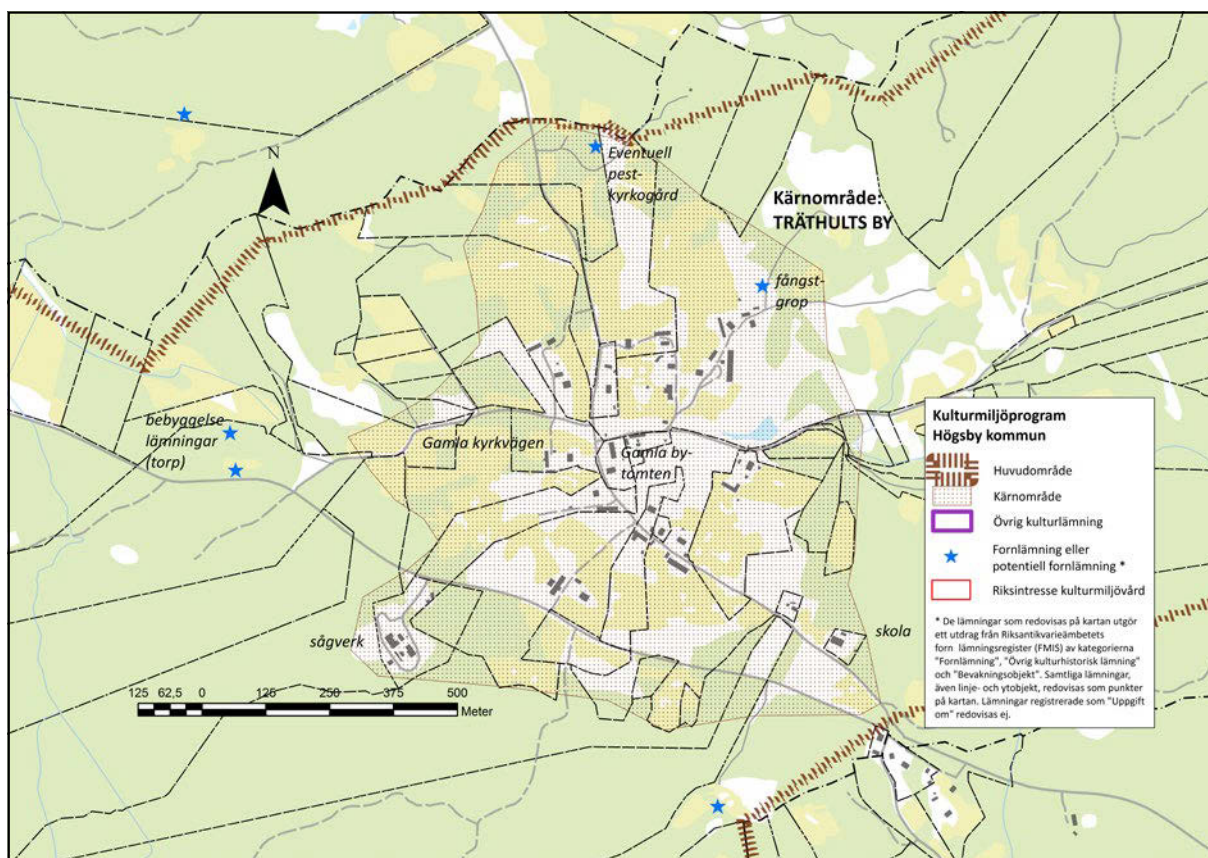 N
Eventuell
pest-
kyrkogård
Kärnområde:
TRÄTHULTS BY
fångst-
grop
bebyggelse
lämningar
(torp)
Gamla kyrkvägen
Gamla by-
tomten
sågverk
skola
125 62,5 0 125 250 375 500
Meter
Kulturmiljöprogram
Högsby kommun
Huvudområde
Kärnområde
Övrig kulturlämning
Fornlämning eller
potentiell fornlämning *
Riksintresse kulturmiljövård
* De lämningar som redovisas på kartan utgör
ett utdrag från Riksantikvarieämbetets
forn lämningsregister (FMIS) av kategorierna
"Fornlämning", "Övrig kulturhistorisk lämning"
och "Bevakningsobjekt". Samtliga lämningar,
även linje- och ytobjekt, redovisas som punkter
på kartan. Lämningar registrerade som "Uppgift
om" redovisas ej.